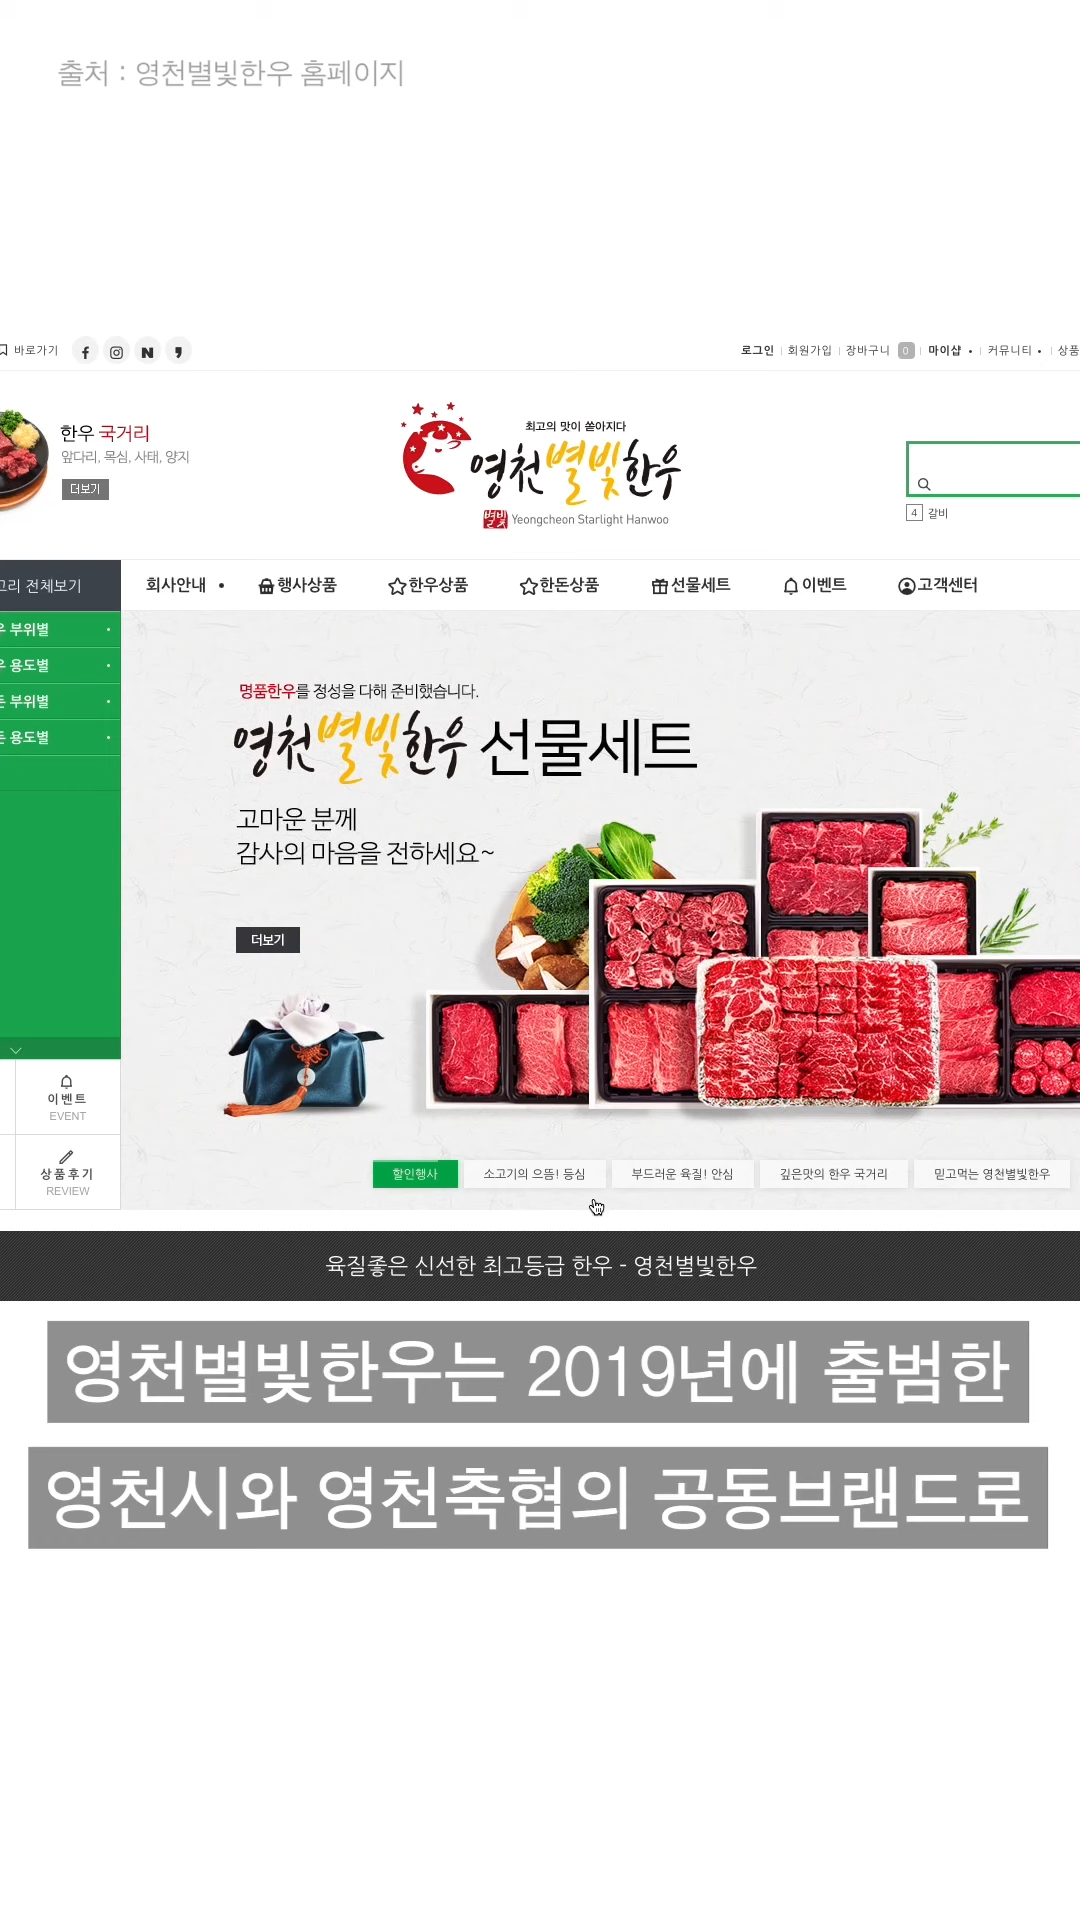 출처 : 영천별빛한우 홈페이지
바로가기
로그인 회원가입 장바구니 0 마이샵 커뮤니티 상품
한우 국거리
앞다리, 목심, 사태, 양지
더보기
최고의 맛이 쏟아지다
영천별빛한우
별빛 Yeongcheon Starlight Hanwoo
4 갈비
고리 전체보기
회사안내 행사상품 한우상품 한돈상품 선물세트 이벤트 고객센터
우 부위별
우 용도별
돈 부위별
돈 용도별
명품한우를 정성을 다해 준비했습니다.
영천별빛한우 선물세트
고마운 분께
감사의 마음을 전하세요~
더보기
이벤트
EVENT
상품후기
REVIEW
할인행사 소고기의 으뜸! 등심 부드러운 육질! 안심 깊은맛의 한우 국거리 믿고먹는 영천별빛한우
육질좋은 신선한 최고등급 한우 - 영천별빛한우
영천별빛한우는 2019년에 출범한
영천시와 영천축협의 공동브랜드로